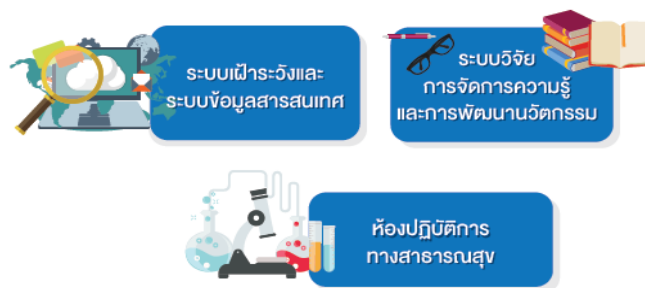 ระบบเฝ้าระวังและ
ระบบข้อมูลสารสนเทศ
ระบบวิจัย
การจัดการความรู้
และการพัฒนานวัตกรรม
ห้องปฏิบัติการ
ทางสาธารณสุข